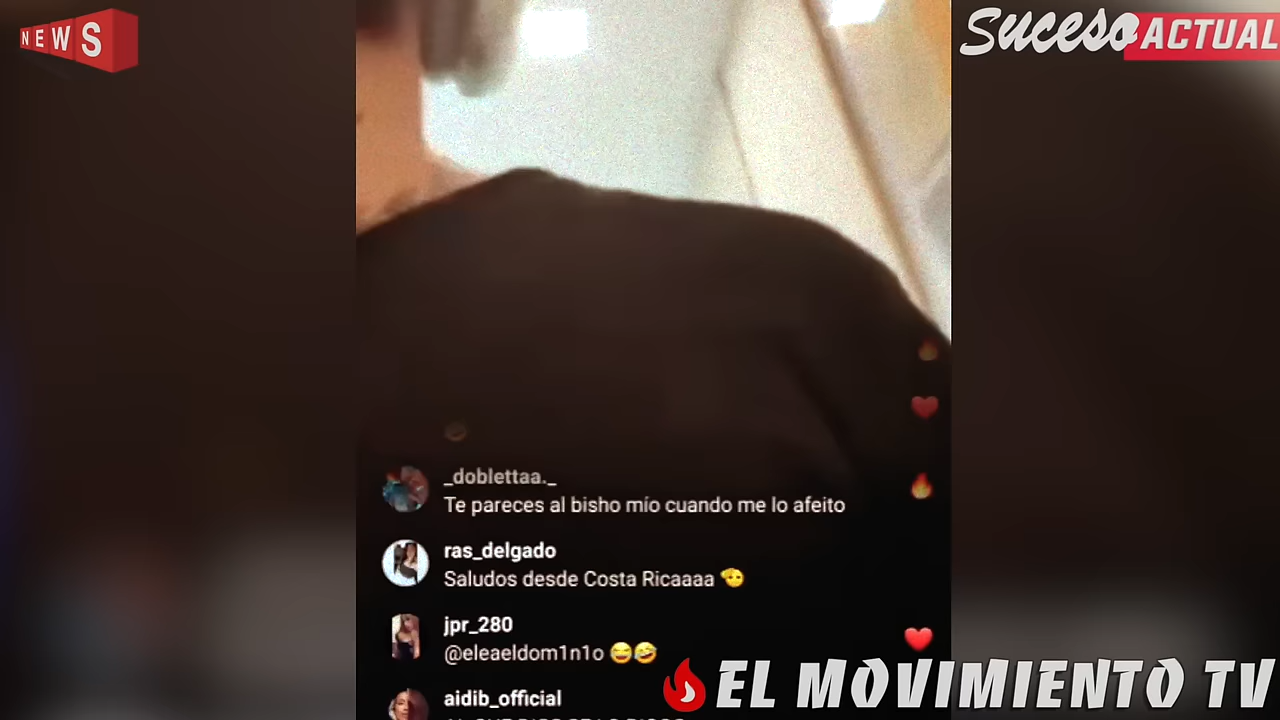 NEWS
Suceso ACTUAL
_doblettaa._
Te pareces al bisho mío cuando me lo afeito
ras_delgado
Saludos desde Costa Ricaaaa
jpr_280
@eleaeldom1n1o
aidib_official
EL MOVIMIENTO TV